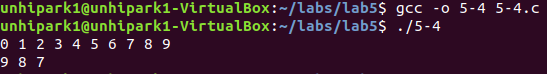 unhipark1@unhipark1-VirtualBox:~/labs/lab5$ gcc -o 5-4 5-4.c
unhipark1@unhipark1-VirtualBox:~/labs/lab5$ ./5-4
0 1 2 3 4 5 6 7 8 9
9 8 7